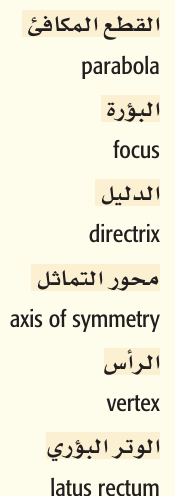 القطع المكافئ
parabola
البؤرة
focus
الدليل
directrix
محور التماثل
axis of symmetry
الرأس
vertex
الوتر البؤري
latus rectum